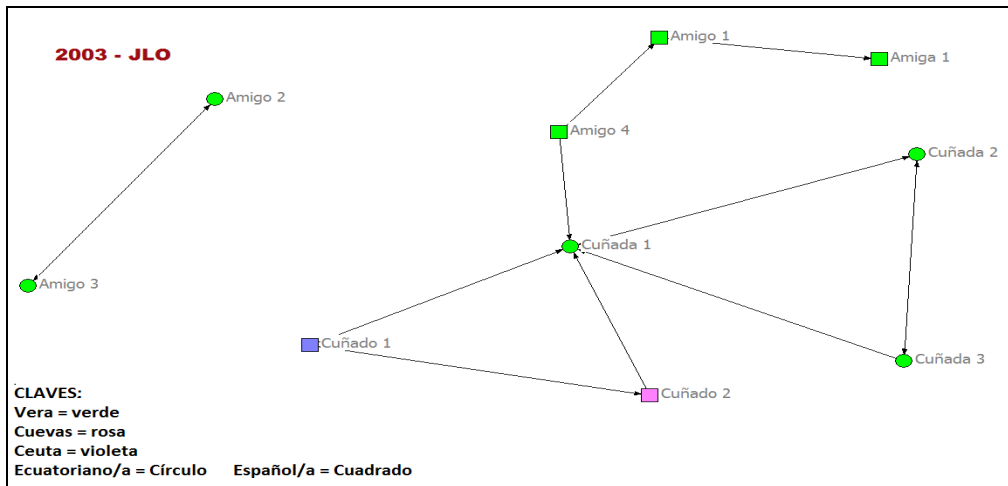 2003 - JLO
Amigo 1
Amiga 1
Amigo 2
Amigo 4
Cuñada 2
Cuñada 1
Amigo 3
Cuñado 1
Cuñada 3
Cuñado 2
CLAVES:
Vera = verde
Cuevas = rosa
Ceuta = violeta
Ecuatoriano/a = Círculo Español/a = Cuadrado